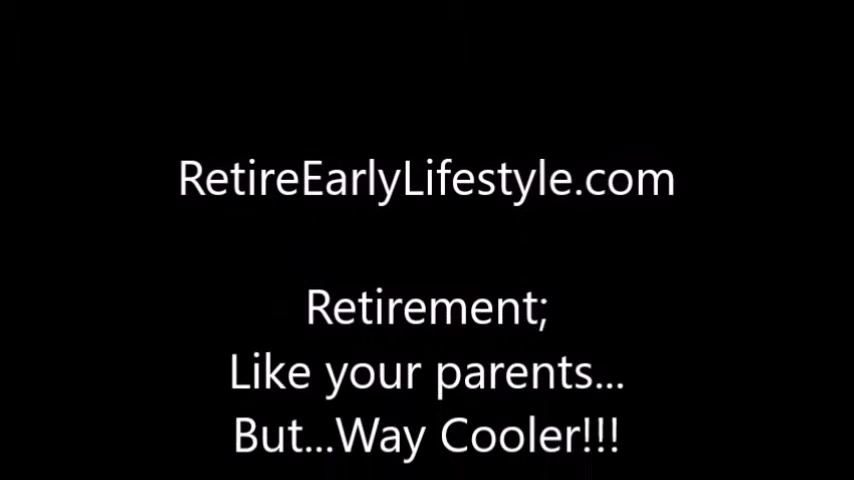 RetireEarlyLifestyle.com
Retirement;
Like your parents...
But...Way Cooler!!!